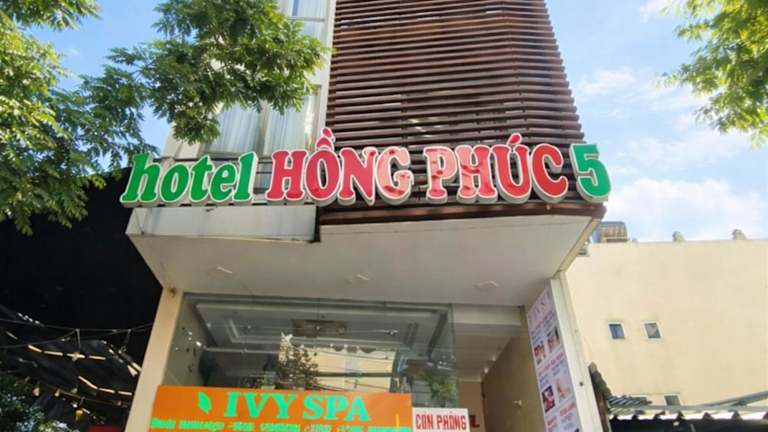 hotel HỒNG PHÚC 5
IVY SPA
CÒN PHÒNG